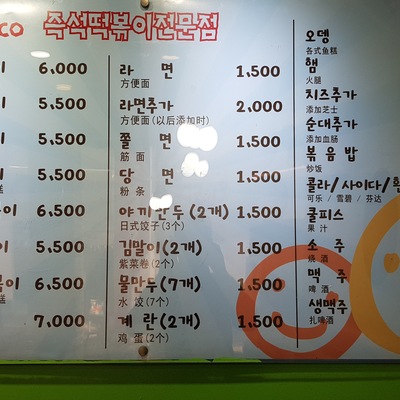 co 즉석떡볶이전문점
이 6,000
이 5,500
이 5,500
5,500
이 6,500
이 5,500
이 6,500
7,000
라 면 1,500
方便面
라면추가 2,000
方便面(以后添加时)
쫄 면 1,500
筋 面
당 면 1,500
粉 条
야끼만두(2개) 1,500
日式饺子(3个)
김말이(2개) 1,500
紫菜卷(2个)
물만두(7개) 1,500
水 饺(7个)
계 란(2개) 1,500
鸡 蛋(2个)
오뎅
各式鱼糕
햄
火腿
치즈추가
添加芝士
순대추가
添加血肠
볶음밥
炒饭
콜라/사이다/환
可乐 / 雪碧 / 芬达
쿨피스
果 汁
소 주
烧 酒
맥 주
啤 酒
생맥주
扎啤酒